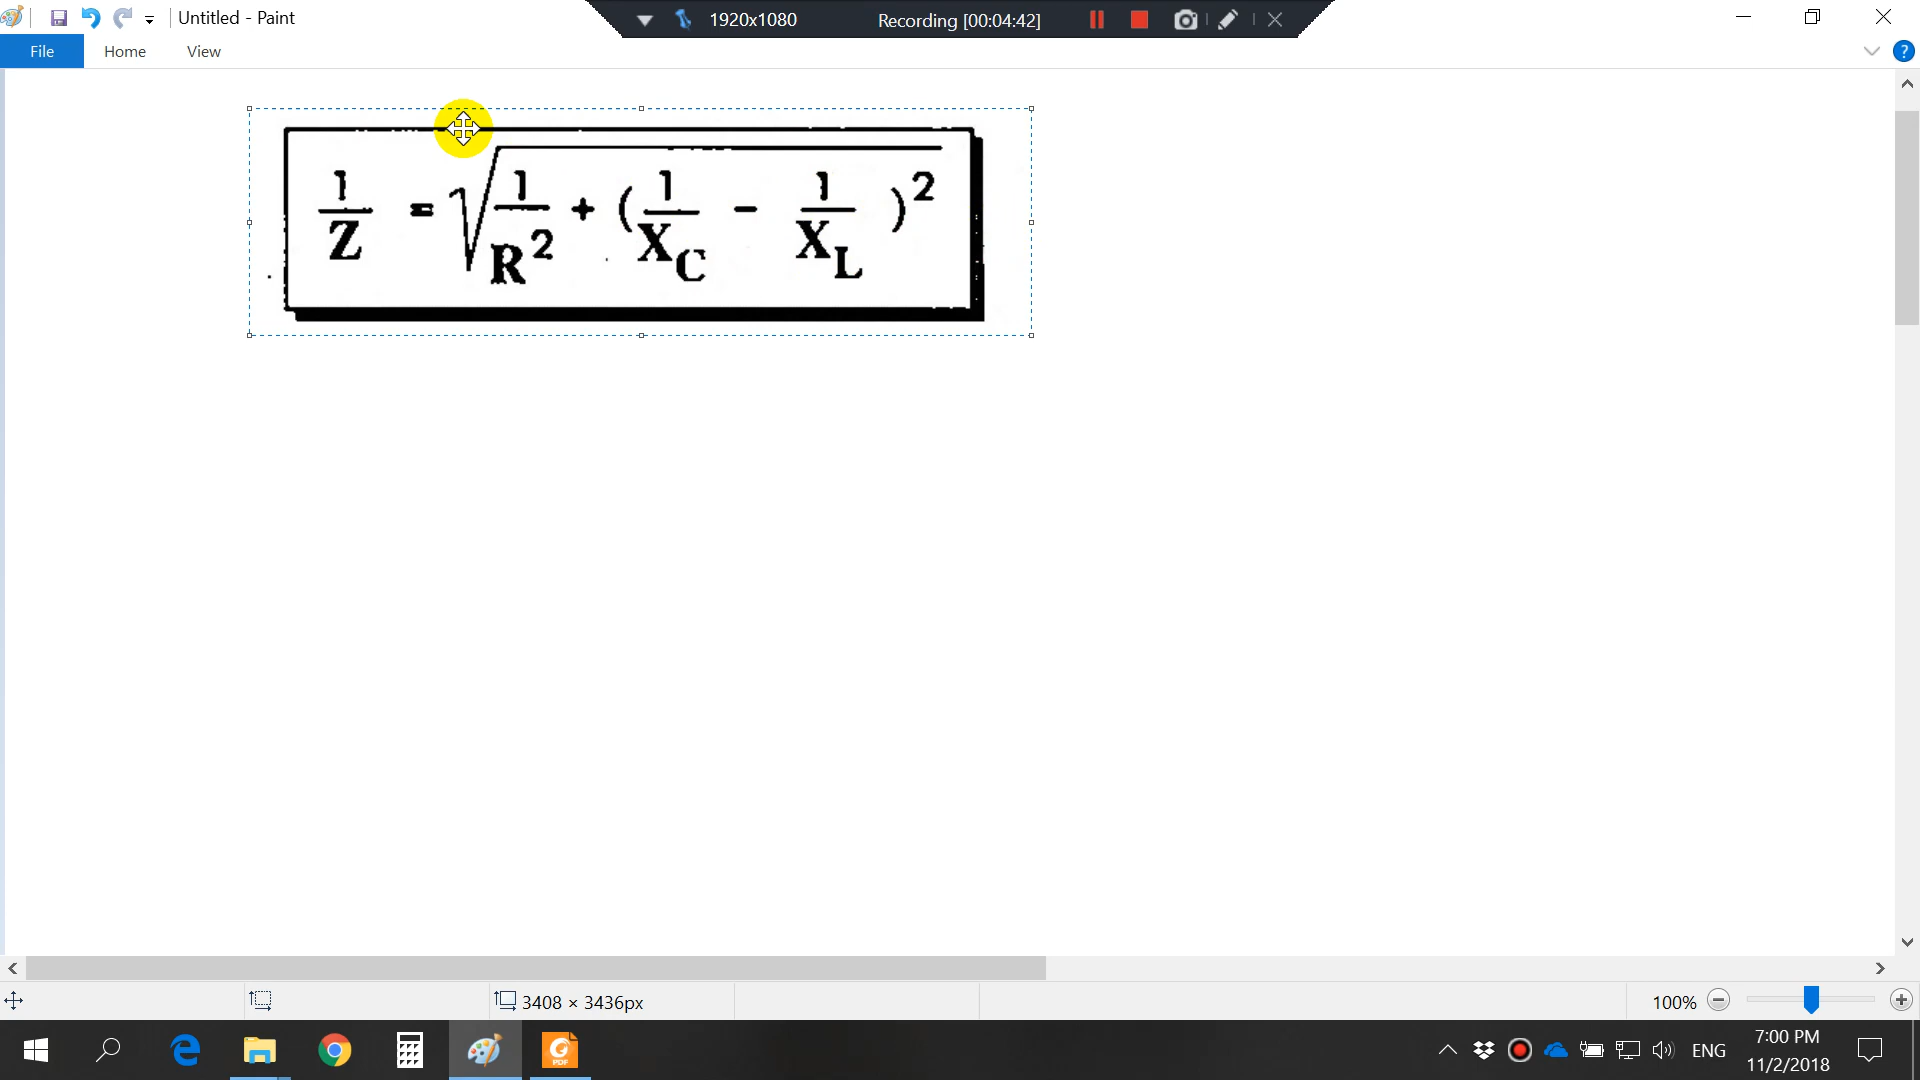 Untitled - Paint
1920x1080
Recording [00:04:42]
File
Home
View
1/Z = √1/R² + (1/X_C - 1/X_L)²
3408 × 3436px
100%
PDF
ENG
7:00 PM
11/2/2018